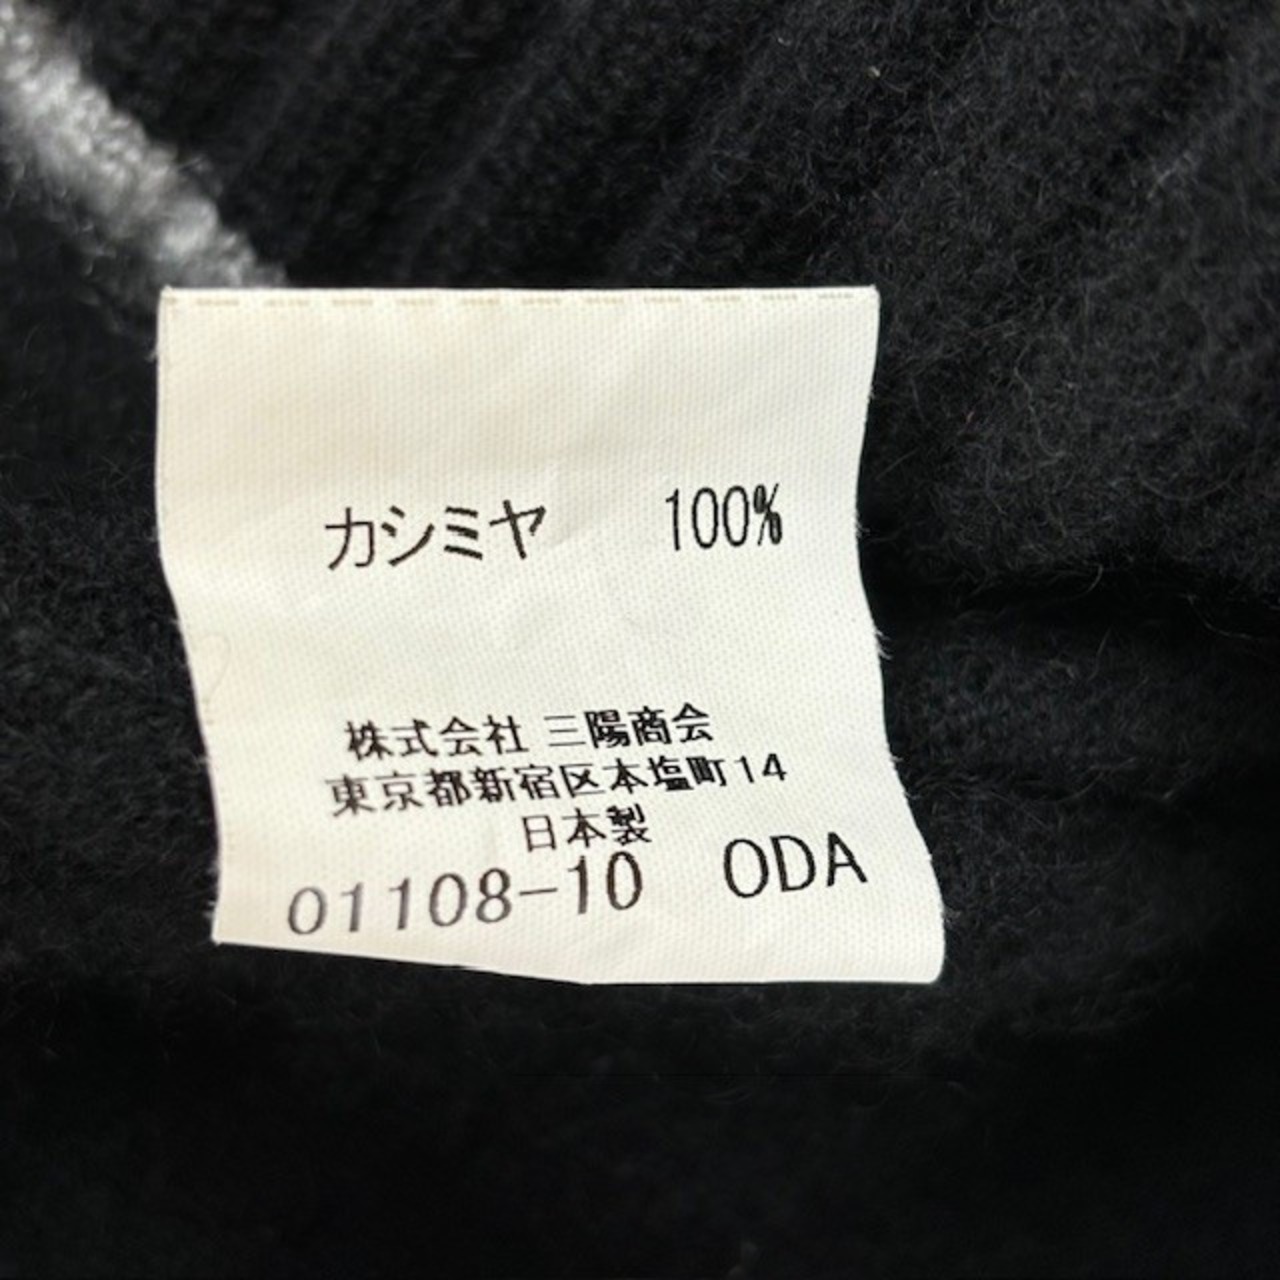 カシミヤ 100%
株式会社 三陽商会
東京都新宿区本塩町14
日本製
01108-10 ODA